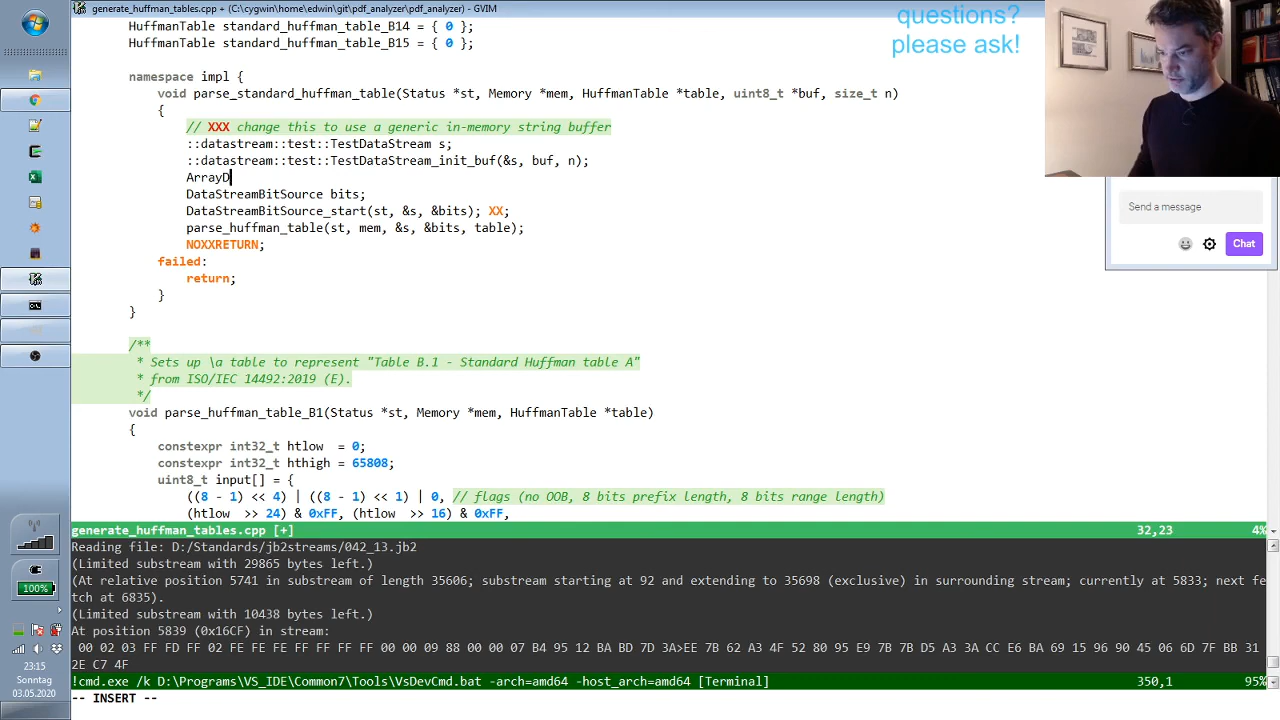 generate_huffman_tables.cpp + (C:\cygwin\home\edwin\git\pdf_analyzer\pdf_analyzer) - GVIM
HuffmanTable standard_huffman_table_B14 = { 0 };
HuffmanTable standard_huffman_table_B15 = { 0 };
questions?
please ask!
namespace impl {
void parse_standard_huffman_table(Status *st, Memory *mem, HuffmanTable *table, uint8_t *buf, size_t n)
{
// XXX change this to use a generic in-memory string buffer
::datastream::test::TestDataStream s;
::datastream::test::TestDataStream_init_buf(&s, buf, n);
ArrayD
DataStreamBitSource bits;
DataStreamBitSource_start(st, &s, &bits); XX;
parse_huffman_table(st, mem, &s, &bits, table);
NOXXRETURN;
failed:
return;
}
}
/**
* Sets up \a table to represent "Table B.1 - Standard Huffman table A"
* from ISO/IEC 14492:2019 (E).
*/
void parse_huffman_table_B1(Status *st, Memory *mem, HuffmanTable *table)
{
constexpr int32_t htlow  = 0;
constexpr int32_t hthigh = 65808;
uint8_t input[] = {
((8 - 1) << 4) | ((8 - 1) << 1) | 0, // flags (no OOB, 8 bits prefix length, 8 bits range length)
(htlow  >> 24) & 0xFF, (htlow  >> 16) & 0xFF,
generate_huffman_tables.cpp [+] 32,23 4%
Reading file: D:/Standards/jb2streams/042_13.jb2
(Limited substream with 29865 bytes left.)
(At relative position 5741 in substream of length 35606; substream starting at 92 and extending to 35698 (exclusive) in surrounding stream; currently at 5833; next fe
tch at 6835).
(Limited substream with 10438 bytes left.)
At position 5839 (0x16CF) in stream:
00 02 03 FF FD FF 02 FE FE FE FF FF FF FF 00 00 09 88 00 00 07 B4 95 12 BA BD 7D 3A>EE 7B 62 A3 4F 52 80 95 E9 7B 7B D5 A3 3A CC E6 BA 69 15 96 90 45 06 6D 7F BB 31
2E C7 4F
!cmd.exe /k D:\Programs\VS_IDE\Common7\Tools\VsDevCmd.bat -arch=amd64 -host_arch=amd64 [Terminal] 350,1 95%
-- INSERT --
Send a message
Chat
100%
23:15
Sonntag
03.05.2020